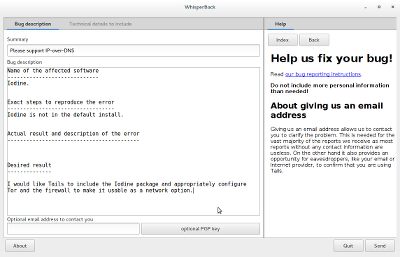 WhisperBack
Bug description
Technical details to include
Help
Summary
Please support IP-over-DNS
Bug description
Name of the affected software
----------------------------
Iodine.
Exact steps to reproduce the error
----------------------------
Iodine is not in the default install.
Actual result and description of the error
----------------------------------------
Desired result
--------------
I would like Tails to include the Iodine package and appropriately configure
Tor and the firewall to make it usable as a network option.
Optional email address to contact you
optional PGP key
About
Index
Back
Help us fix your bug!
Read our bug reporting instructions.
Do not include more personal information
than needed!
About giving us an email
address
Giving us an email address allows us to contact
you to clarify the problem. This is needed for the
vast majority of the reports we receive as most
reports without any contact information are
useless. On the other hand it also provides an
opportunity for eavesdroppers, like your email or
Internet provider, to confirm that you are using
Tails.
Quit
Send